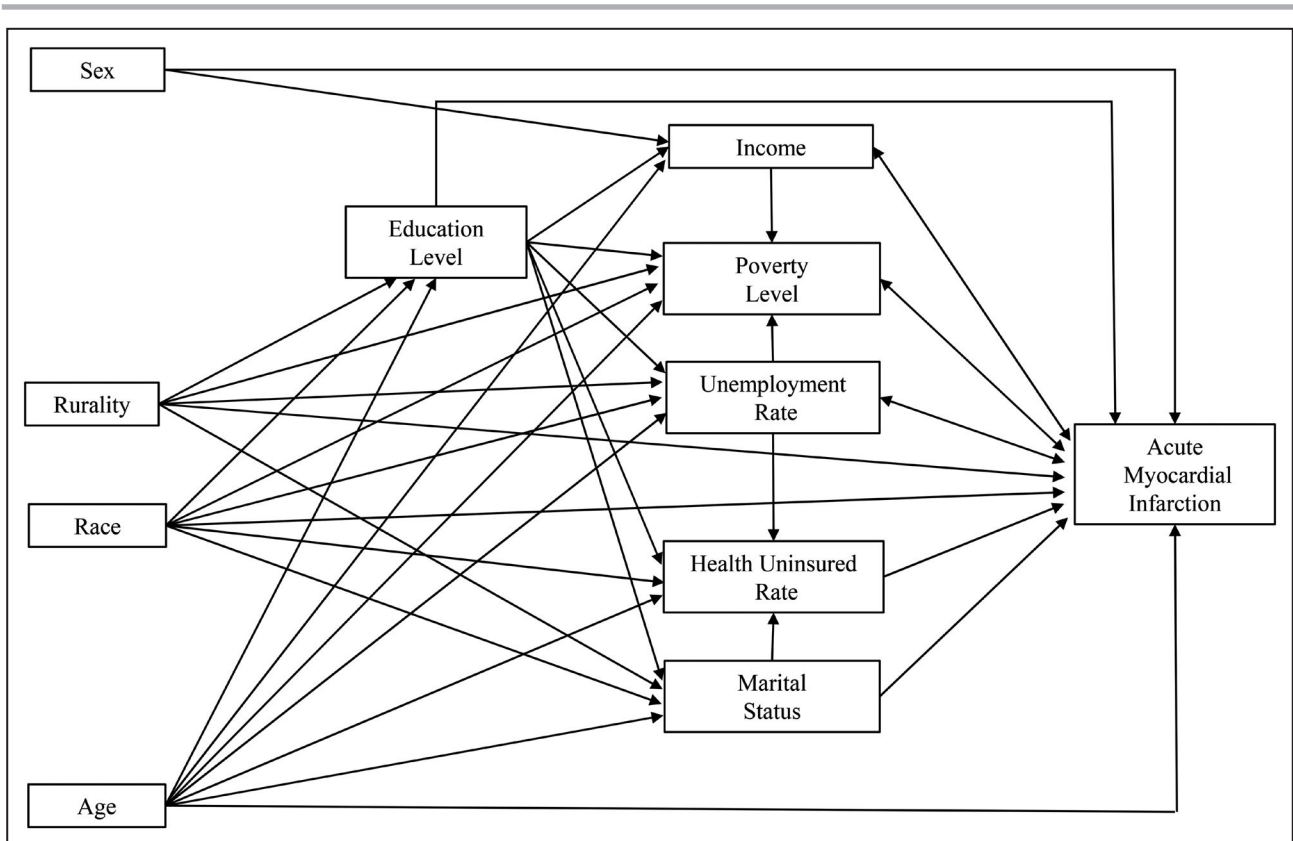 Sex
Income
Education
Level
Poverty
Level
Rurality
Unemployment
Rate
Acute
Myocardial
Infarction
Race
Health Uninsured
Rate
Marital
Status
Age